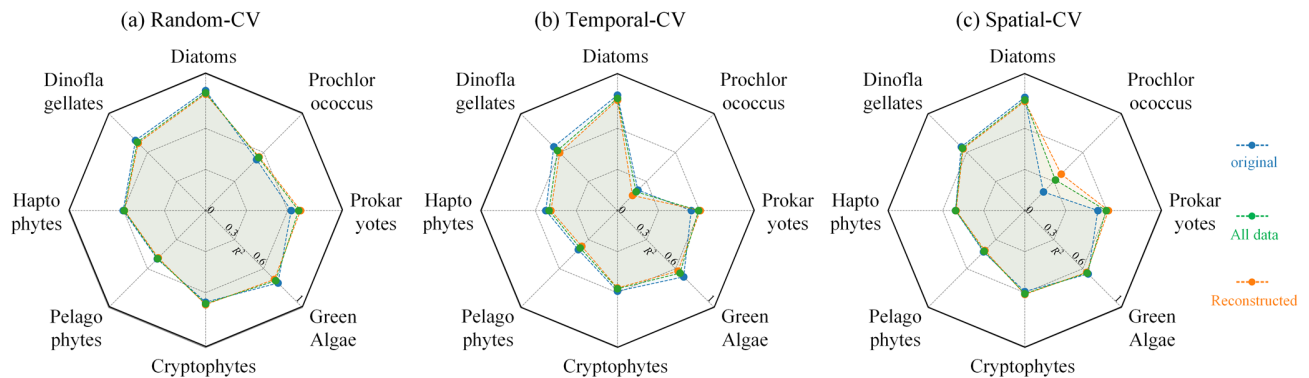 (a) Random-CV
Diatoms
Dinofla
gellates
Prochlor
ococcus
Hapto
phytes
Prokar
yotes
0
0.3
R²
0.6
1
Pelago
phytes
Green
Algae
Cryptophytes
(b) Temporal-CV
Diatoms
Dinofla
gellates
Prochlor
ococcus
Hapto
phytes
Prokar
yotes
0
0.3
R²
0.6
1
Pelago
phytes
Green
Algae
Cryptophytes
(c) Spatial-CV
Diatoms
Dinofla
gellates
Prochlor
ococcus
Hapto
phytes
Prokar
yotes
0
0.3
R²
0.6
1
Pelago
phytes
Green
Algae
Cryptophytes
original
All data
Reconstructed